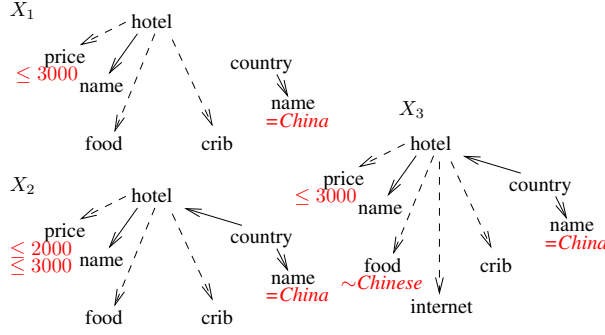 X1
hotel
price
≤ 3000
name
country
name
=China
food
crib
X2
hotel
price
≤ 2000
≤ 3000
name
country
name
=China
food
crib
X3
hotel
price
≤ 3000
name
country
name
=China
food
∼Chinese
crib
internet